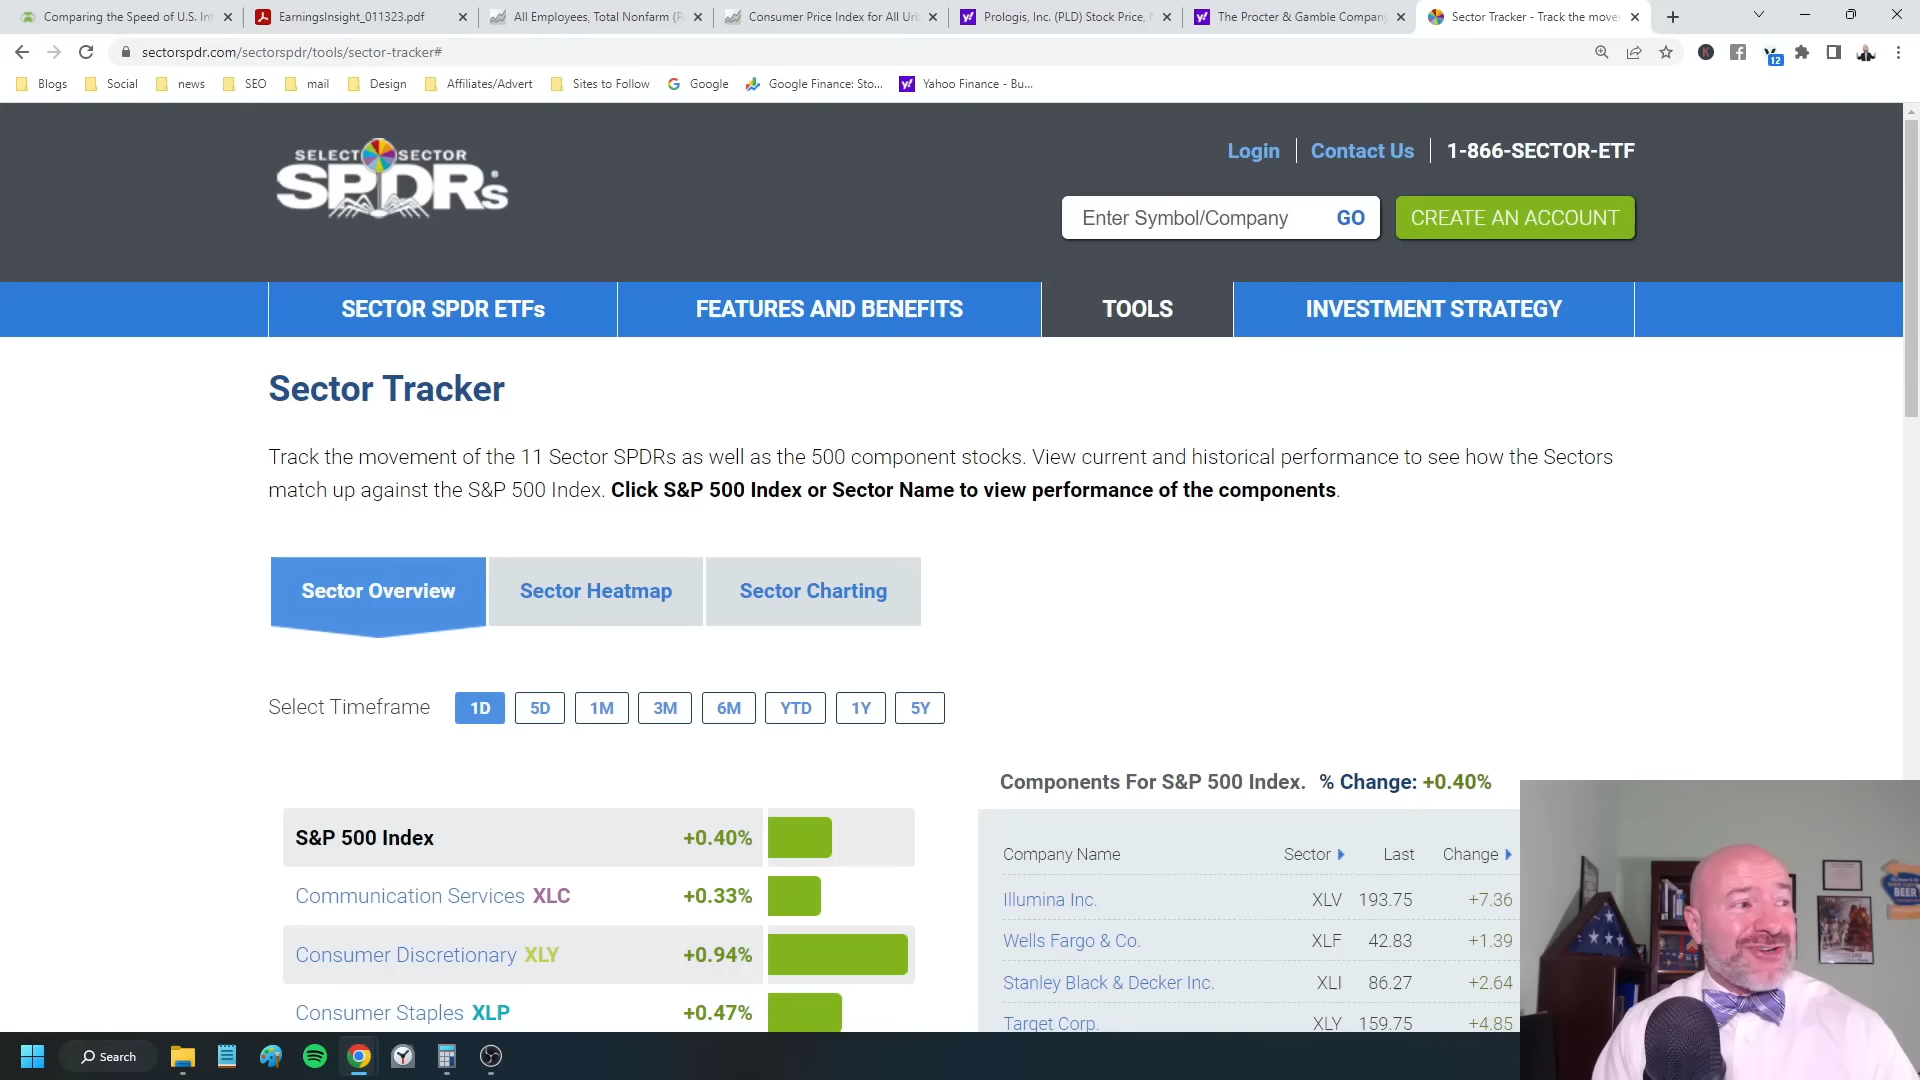 Comparing the Speed of U.S. Int
EarningsInsight_011323.pdf
All Employees, Total Nonfarm (P
Consumer Price Index for All Ur
Prologis, Inc. (PLD) Stock Price,
The Procter & Gamble Company
Sector Tracker - Track the move
sectorspdr.com/sectorspdr/tools/sector-tracker#
12
Blogs
Social
news
SEO
mail
Design
Affiliates/Advert
Sites to Follow
Google
Google Finance: Sto...
Yahoo Finance - Bu...
SELECT SECTOR
SPDRs
Login
Contact Us
1-866-SECTOR-ETF
Enter Symbol/Company
GO
CREATE AN ACCOUNT
SECTOR SPDR ETFs
FEATURES AND BENEFITS
TOOLS
INVESTMENT STRATEGY
Sector Tracker
Track the movement of the 11 Sector SPDRs as well as the 500 component stocks. View current and historical performance to see how the Sectors
match up against the S&P 500 Index. Click S&P 500 Index or Sector Name to view performance of the components.
Sector Overview
Sector Heatmap
Sector Charting
Select Timeframe 1D 5D 1M 3M 6M YTD 1Y 5Y
Components For S&P 500 Index. % Change: +0.40%
S&P 500 Index +0.40%
Communication Services XLC +0.33%
Consumer Discretionary XLY +0.94%
Consumer Staples XLP +0.47%
Company Name Sector Last Change
Illumina Inc. XLV 193.75 +7.36
Wells Fargo & Co. XLF 42.83 +1.39
Stanley Black & Decker Inc. XLI 86.27 +2.64
Target Corp. XLY 159.75 +4.85
BEER
Search